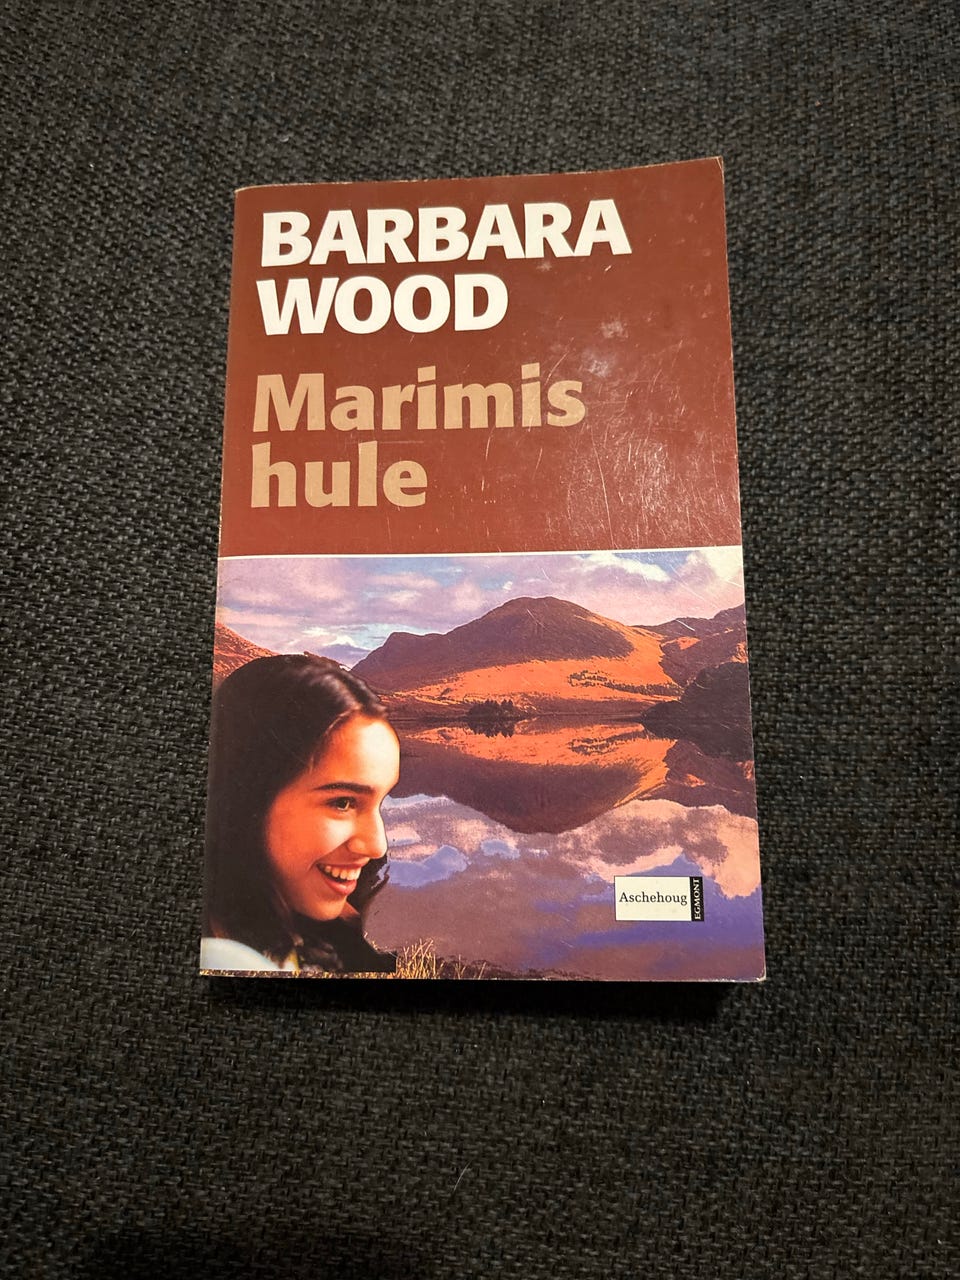 BARBARA
WOOD
Marimis
hule
Aschehoug
EGMONT